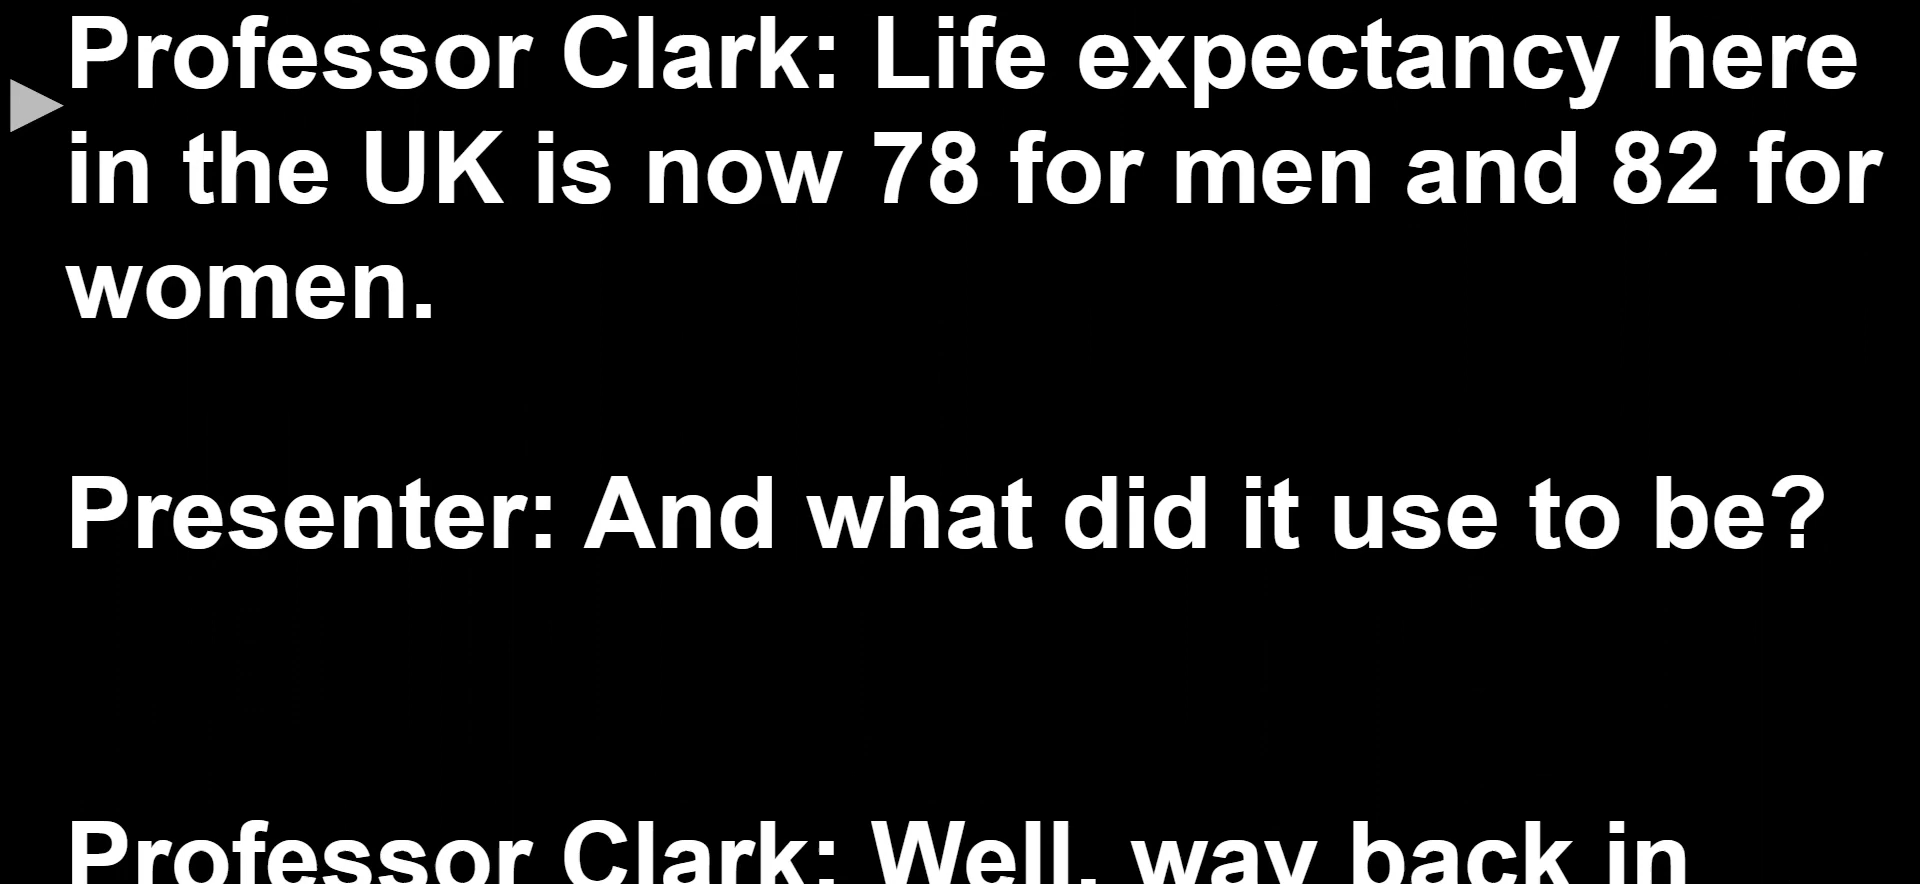 Professor Clark: Life expectancy here
in the UK is now 78 for men and 82 for
women.
Presenter: And what did it use to be?
Professor Clark: Well, way back in